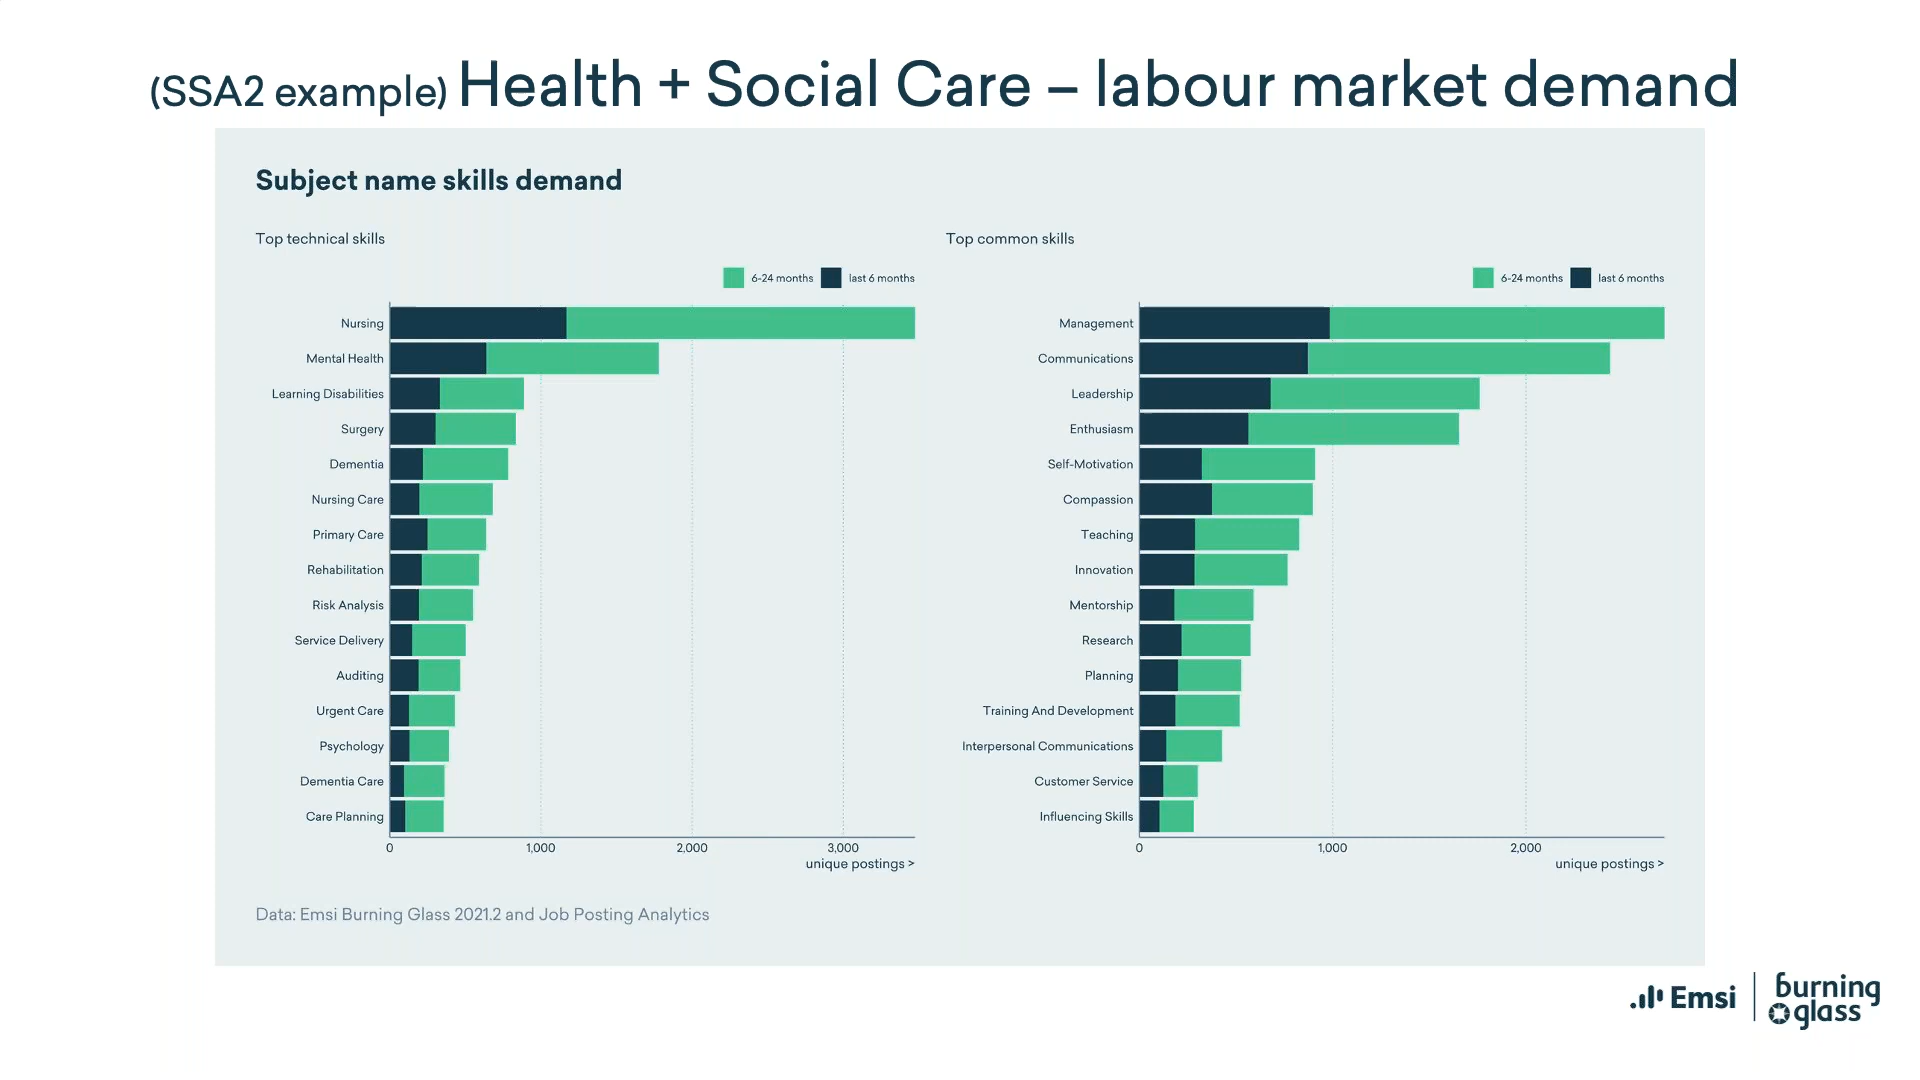 (SSA2 example) Health + Social Care – labour market demand
Subject name skills demand
Top technical skills
6-24 months last 6 months
Nursing
Mental Health
Learning Disabilities
Surgery
Dementia
Nursing Care
Primary Care
Rehabilitation
Risk Analysis
Service Delivery
Auditing
Urgent Care
Psychology
Dementia Care
Care Planning
0 1,000 2,000 3,000
unique postings >
Top common skills
6-24 months last 6 months
Management
Communications
Leadership
Enthusiasm
Self-Motivation
Compassion
Teaching
Innovation
Mentorship
Research
Planning
Training And Development
Interpersonal Communications
Customer Service
Influencing Skills
0 1,000 2,000
unique postings >
Data: Emsi Burning Glass 2021.2 and Job Posting Analytics
Emsi
burning
glass